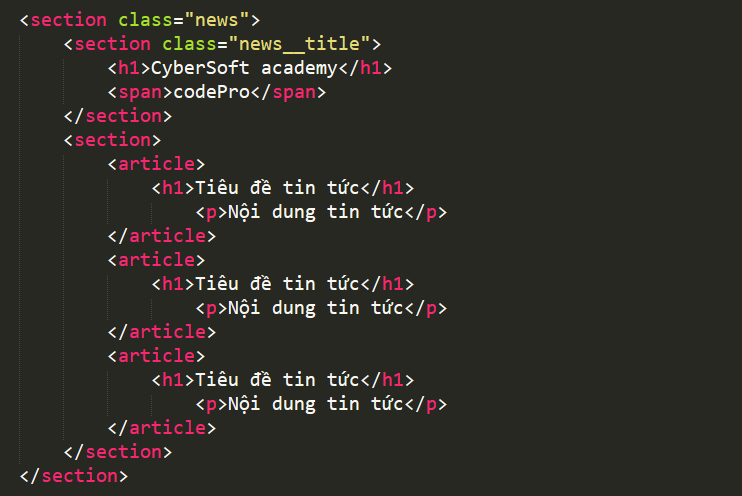 <section class="news">
<section class="news__title">
<h1>CyberSoft academy</h1>
<span>codePro</span>
</section>
<section>
<article>
<h1>Tiêu đề tin tức</h1>
<p>Nội dung tin tức</p>
</article>
<article>
<h1>Tiêu đề tin tức</h1>
<p>Nội dung tin tức</p>
</article>
<article>
<h1>Tiêu đề tin tức</h1>
<p>Nội dung tin tức</p>
</article>
</section>
</section>